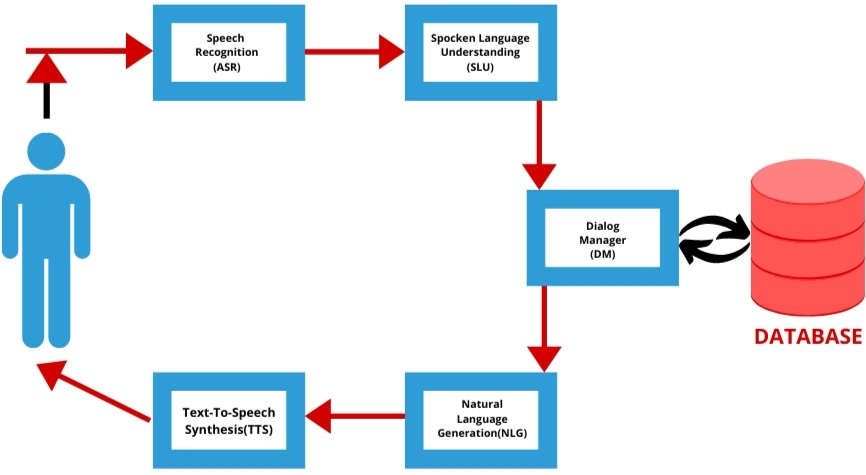 Speech
Recognition
(ASR)
Spocken Language
Understanding
(SLU)
Dialog
Manager
(DM)
DATABASE
Natural
Language
Generation(NLG)
Text-To-Speech
Synthesis(TTS)